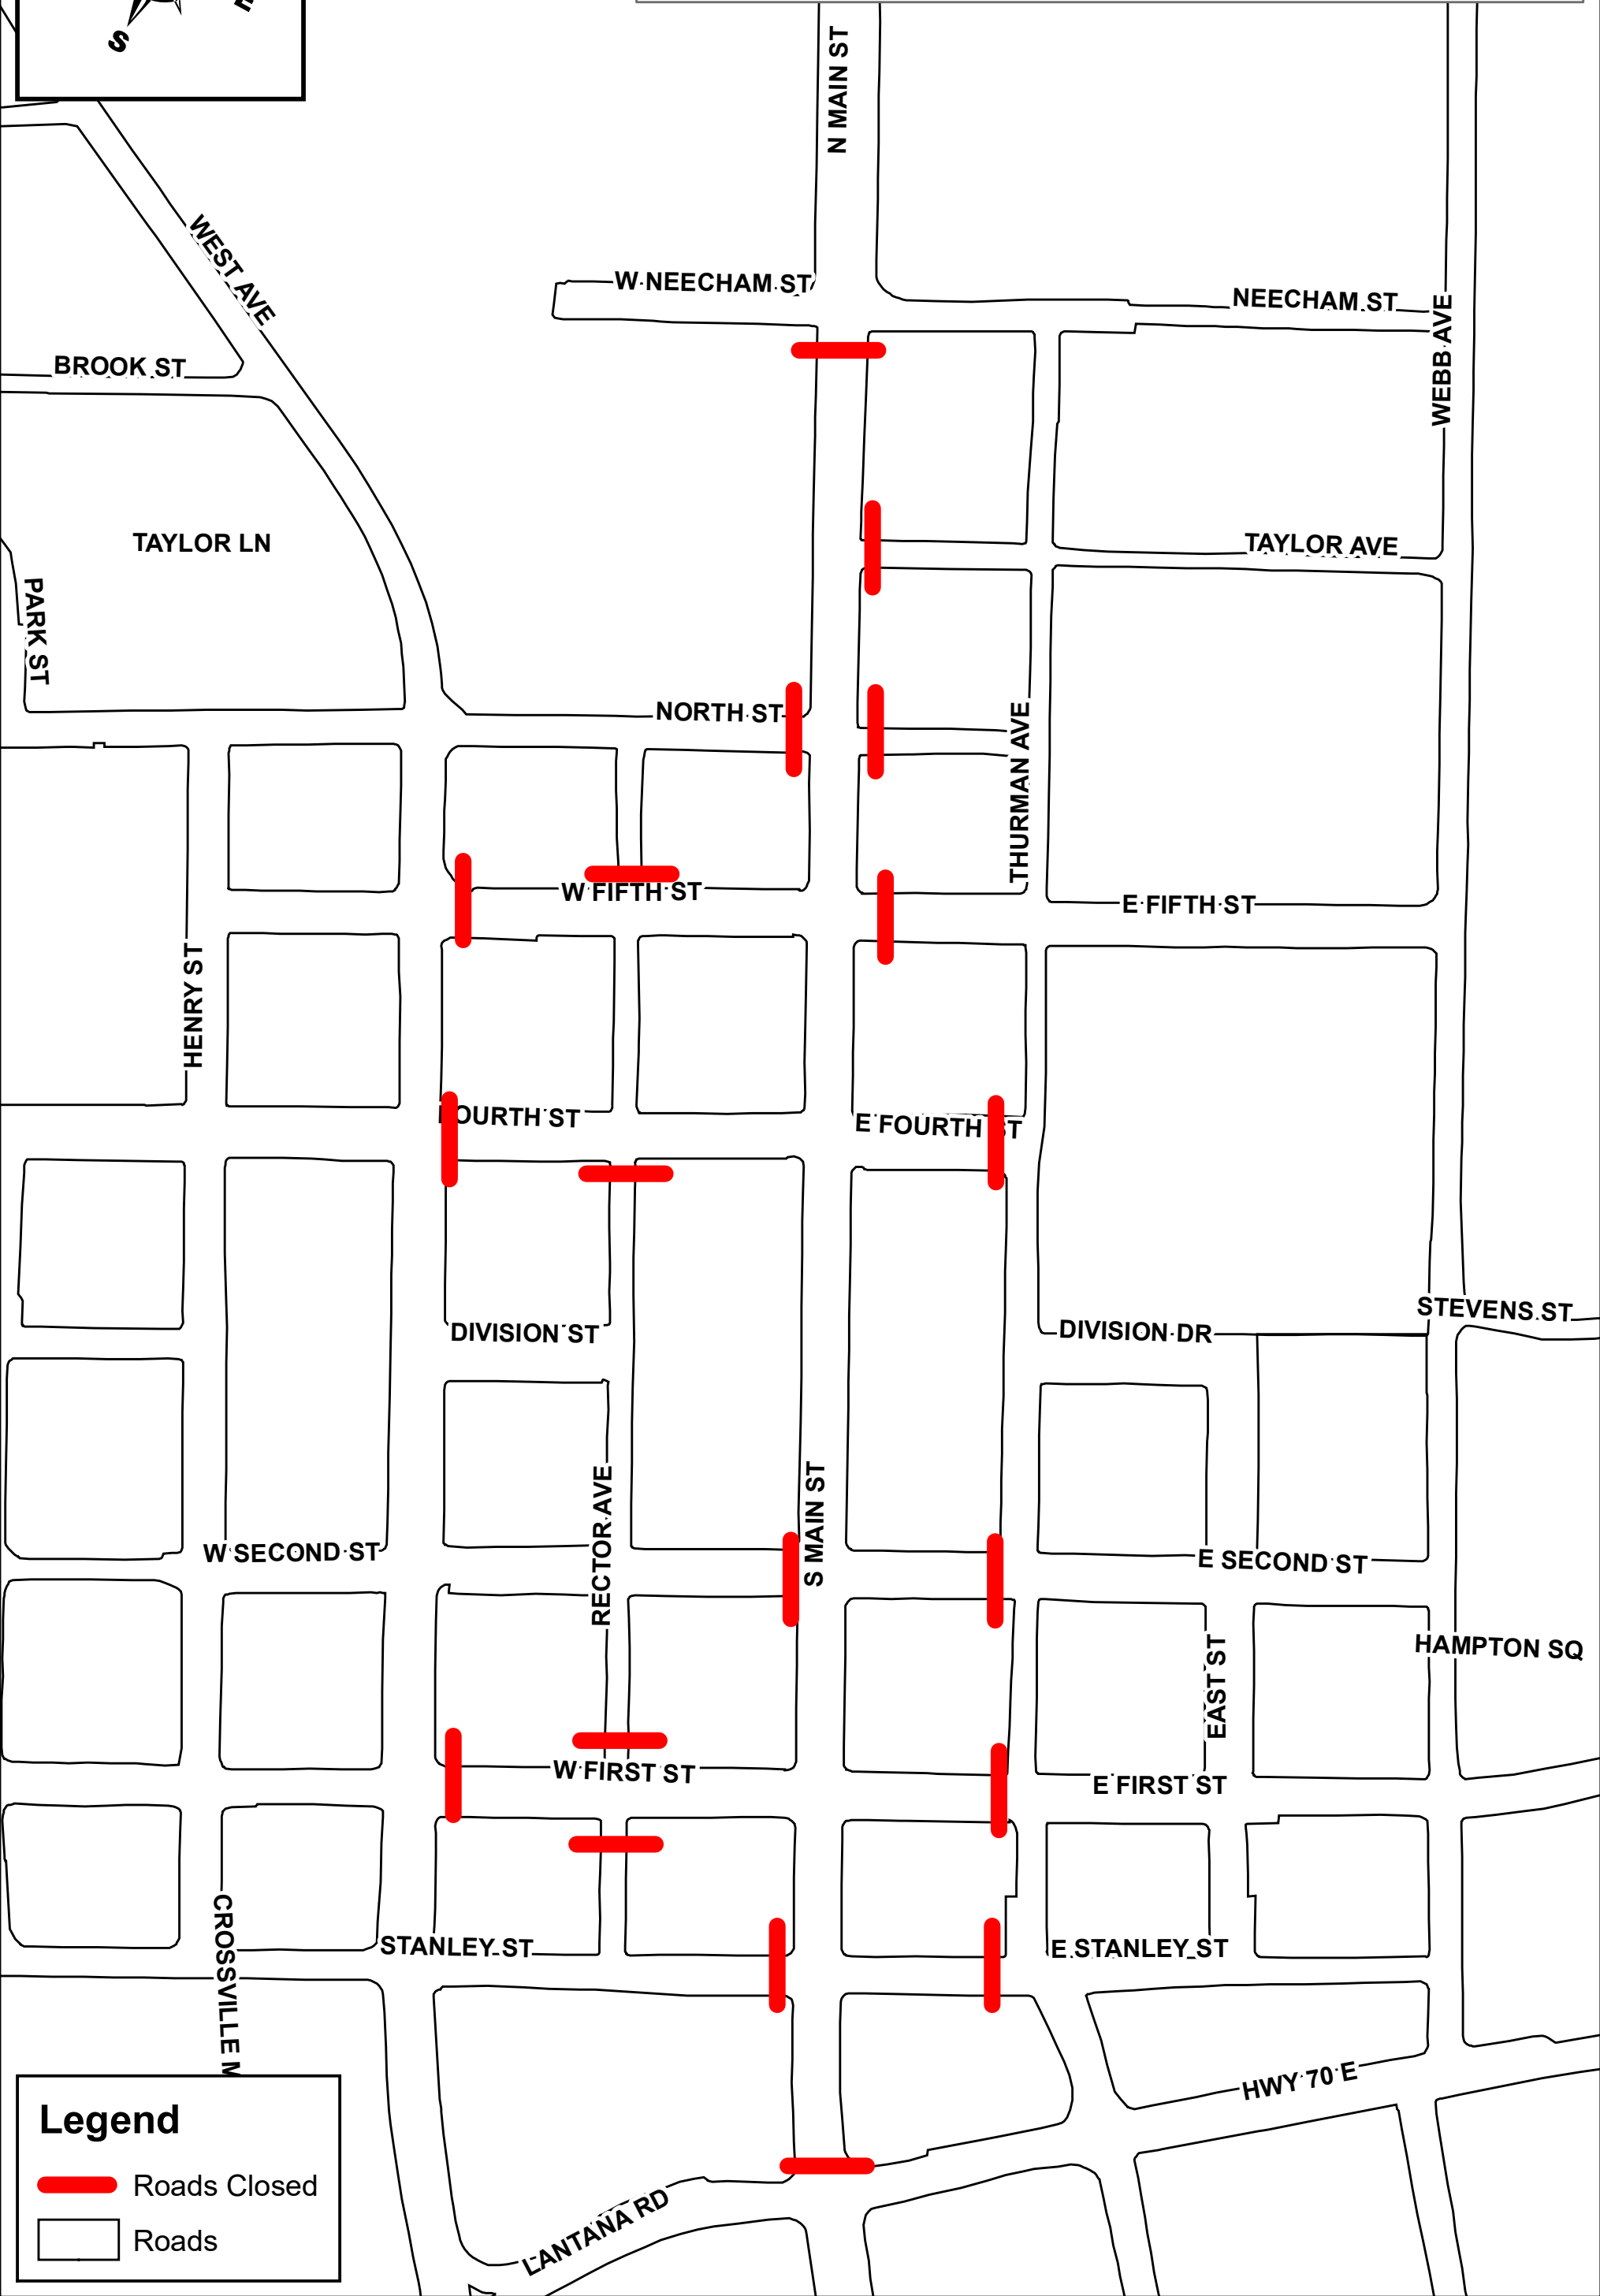 S
E
N MAIN ST
WEST AVE
W NEECHAM ST
NEECHAM ST
WEBB AVE
BROOK ST
TAYLOR LN
TAYLOR AVE
PARK ST
NORTH ST
THURMAN AVE
W FIFTH ST
E FIFTH ST
HENRY ST
OURTH ST
E FOURTH ST
STEVENS ST
DIVISION ST
DIVISION DR
RECTOR AVE
S MAIN ST
W SECOND ST
E SECOND ST
EAST ST
HAMPTON SQ
W FIRST ST
E FIRST ST
CROSSVILLE M
STANLEY ST
E STANLEY ST
HWY 70 E
LANTANA RD
Legend
Roads Closed
Roads